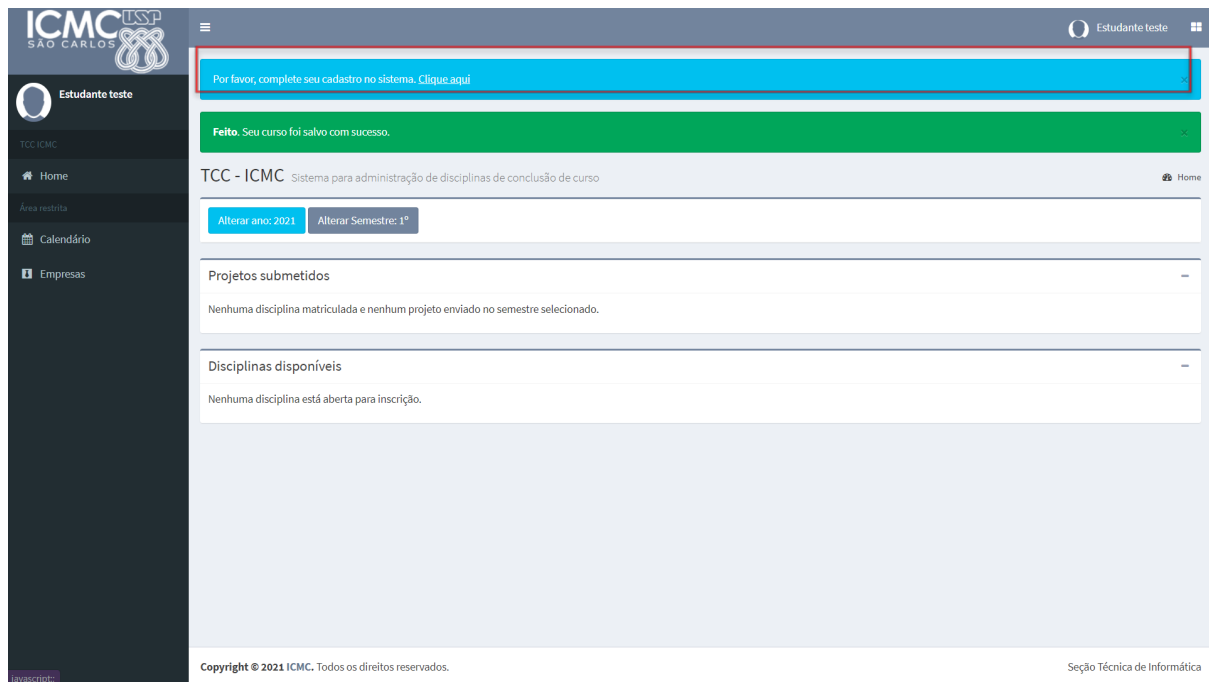 ICMC USP
SÃO CARLOS
Estudante teste
Estudante teste
TCC ICMC
Home
Área restrita
Calendário
Empresas
Por favor, complete seu cadastro no sistema. Clique aqui ×
Feito. Seu curso foi salvo com sucesso. ×
TCC - ICMC Sistema para administração de disciplinas de conclusão de curso
Home
Alterar ano: 2021 Alterar Semestre: 1º
Projetos submetidos
Nenhuma disciplina matriculada e nenhum projeto enviado no semestre selecionado.
Disciplinas disponíveis
Nenhuma disciplina está aberta para inscrição.
Copyright © 2021 ICMC. Todos os direitos reservados.
Seção Técnica de Informática
javascript:;